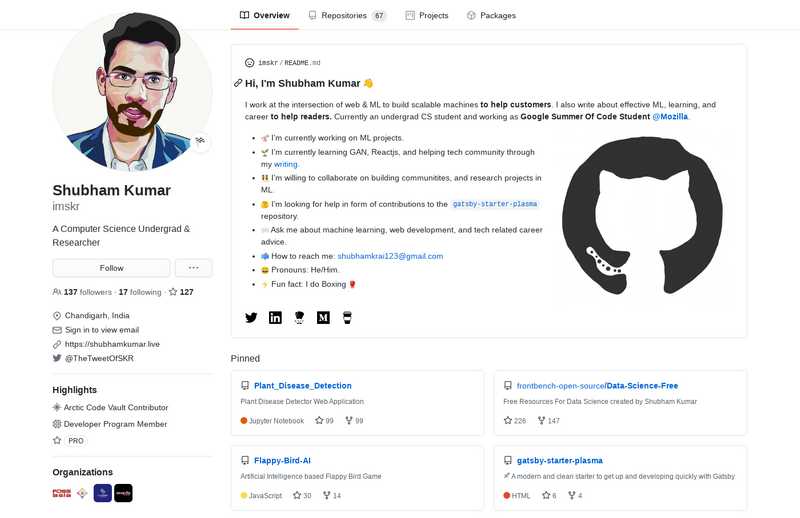 Overview
Repositories 67
Projects
Packages
Shubham Kumar
imskr
A Computer Science Undergrad &
Researcher
Follow
137 followers · 17 following · 127
Chandigarh, India
Sign in to view email
https://shubhamkumar.live
@TheTweetOfSKR
Highlights
Arctic Code Vault Contributor
Developer Program Member
PRO
Organizations
imskr / README.md
Hi, I'm Shubham Kumar 👋
I work at the intersection of web & ML to build scalable machines to help customers. I also write about effective ML, learning, and
career to help readers. Currently an undergrad CS student and working as Google Summer Of Code Student @Mozilla.
I'm currently working on ML projects.
I'm currently learning GAN, Reactjs, and helping tech community through
my writing.
I'm willing to collaborate on building communitites, and research projects in
ML.
I'm looking for help in form of contributions to the gatsby-starter-plasma
repository.
Ask me about machine learning, web development, and tech related career
advice.
How to reach me: shubhamkrai123@gmail.com
Pronouns: He/Him.
Fun fact: I do Boxing 🥊
Pinned
Plant_Disease_Detection
Plant Disease Detector Web Application
Jupyter Notebook 99 99
frontbench-open-source/Data-Science-Free
Free Resources For Data Science created by Shubham Kumar
226 147
Flappy-Bird-AI
Artificial Intelligence based Flappy Bird Game
JavaScript 30 14
gatsby-starter-plasma
A modern and clean starter to get up and developing quickly with Gatsby.
HTML 6 4